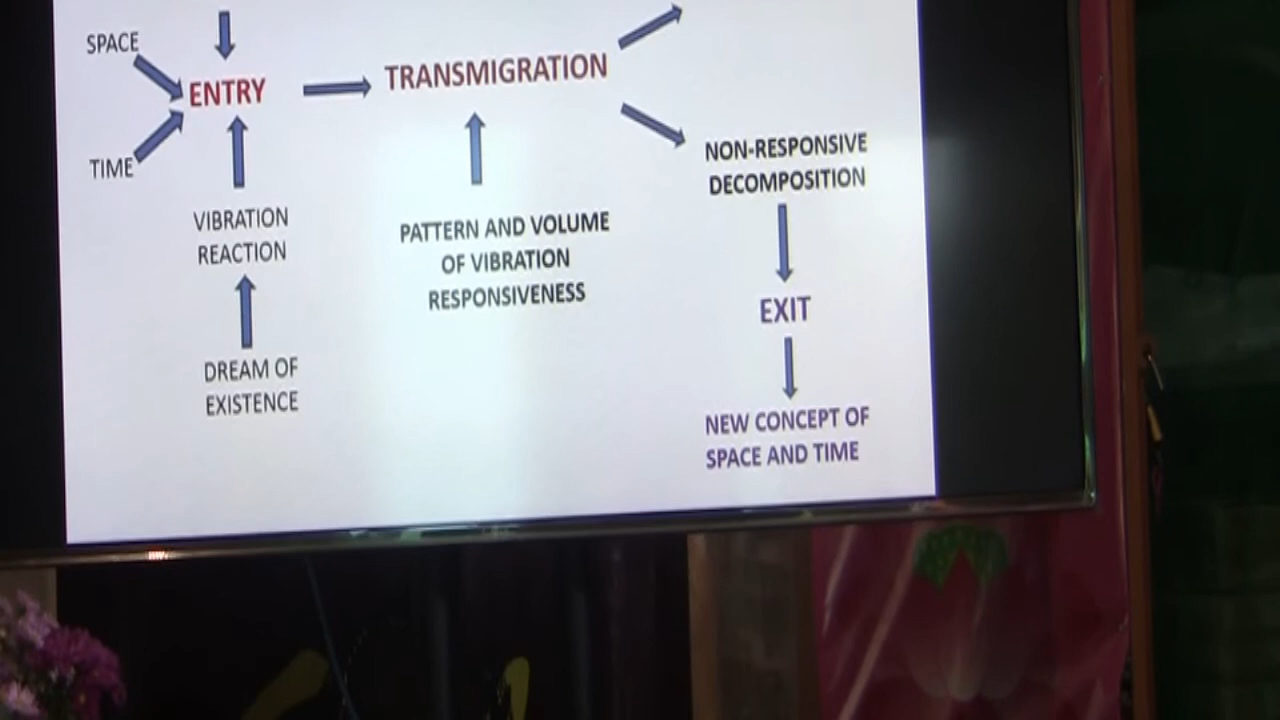 SPACE
ENTRY
TIME
VIBRATION
REACTION
DREAM OF
EXISTENCE
TRANSMIGRATION
PATTERN AND VOLUME
OF VIBRATION
RESPONSIVENESS
NON-RESPONSIVE
DECOMPOSITION
EXIT
NEW CONCEPT OF
SPACE AND TIME